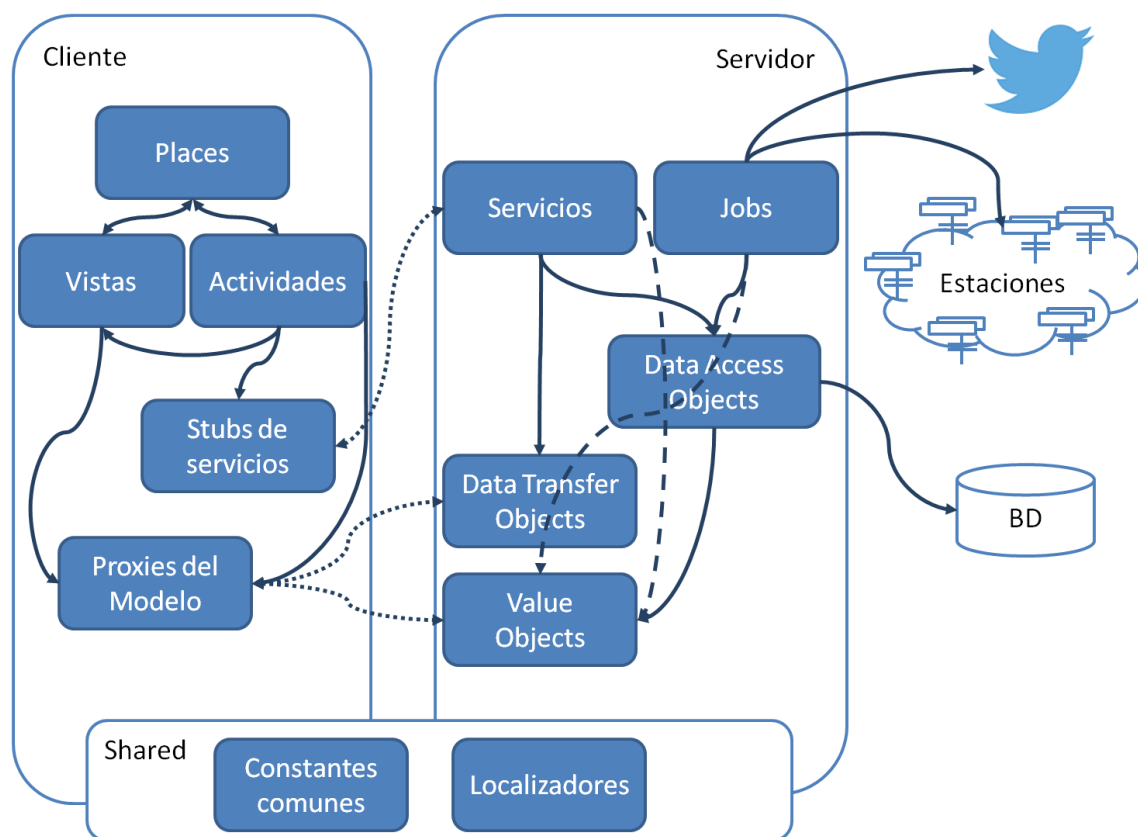 Cliente
Servidor
Places
Servicios
Jobs
Vistas
Actividades
Estaciones
Data Access
Objects
Stubs de
servicios
Data Transfer
Objects
BD
Proxies del
Modelo
Value
Objects
Shared
Constantes
comunes
Localizadores